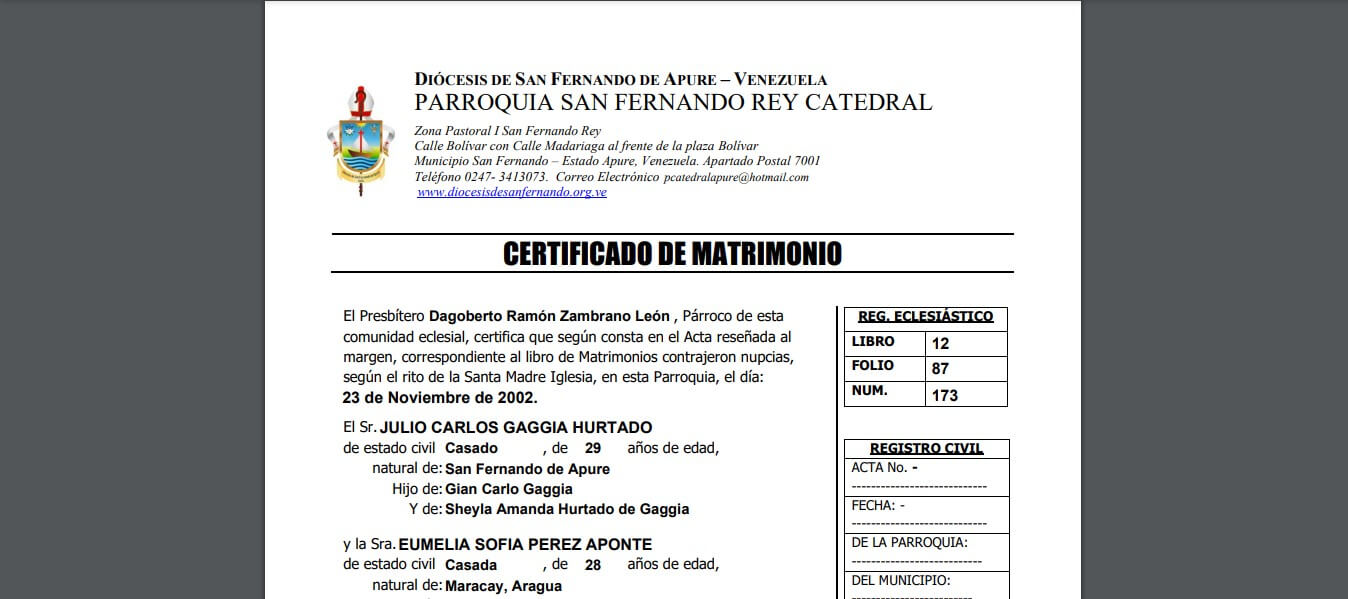 DIÓCESIS DE SAN FERNANDO DE APURE – VENEZUELA
PARROQUIA SAN FERNANDO REY CATEDRAL
Zona Pastoral I San Fernando Rey
Calle Bolívar con Calle Madariaga al frente de la plaza Bolívar
Municipio San Fernando – Estado Apure, Venezuela. Apartado Postal 7001
Teléfono 0247- 3413073. Correo Electrónico pcatedralapure@hotmail.com
www.diocesisdesanfernando.org.ve
CERTIFICADO DE MATRIMONIO
El Presbítero Dagoberto Ramón Zambrano León , Párroco de esta
comunidad eclesial, certifica que según consta en el Acta reseñada al
margen, correspondiente al libro de Matrimonios contrajeron nupcias,
según el rito de la Santa Madre Iglesia, en esta Parroquia, el día:
23 de Noviembre de 2002.
El Sr. JULIO CARLOS GAGGIA HURTADO
de estado civil Casado , de 29 años de edad,
natural de: San Fernando de Apure
Hijo de: Gian Carlo Gaggia
Y de: Sheyla Amanda Hurtado de Gaggia
y la Sra. EUMELIA SOFIA PEREZ APONTE
de estado civil Casada , de 28 años de edad,
natural de: Maracay, Aragua
REG. ECLESIÁSTICO
LIBRO 12
FOLIO 87
NUM. 173
REGISTRO CIVIL
ACTA No. -
---------------------------
FECHA: -
---------------------------
DE LA PARROQUIA:
--------------------------
DEL MUNICIPIO:
------------------------